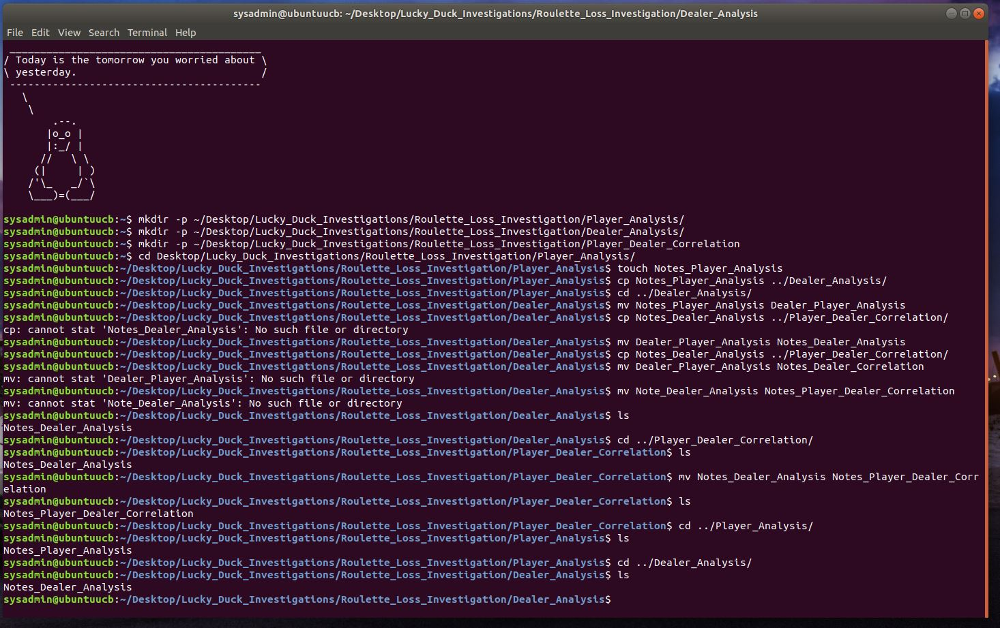 sysadmin@ubuntuucb: ~/Desktop/Lucky_Duck_Investigations/Roulette_Loss_Investigation/Dealer_Analysis
File Edit View Search Terminal Help
 _________________________________________
/ Today is the tomorrow you worried about \
\ yesterday.                              /
 -----------------------------------------
   \
    \
        .--.
       |o_o |
       |:_/ |
      //   \ \
     (|     | )
    /'\_   _/`\
    \___)=(___/
sysadmin@ubuntuucb:~$ mkdir -p ~/Desktop/Lucky_Duck_Investigations/Roulette_Loss_Investigation/Player_Analysis/
sysadmin@ubuntuucb:~$ mkdir -p ~/Desktop/Lucky_Duck_Investigations/Roulette_Loss_Investigation/Dealer_Analysis/
sysadmin@ubuntuucb:~$ mkdir -p ~/Desktop/Lucky_Duck_Investigations/Roulette_Loss_Investigation/Player_Dealer_Correlation
sysadmin@ubuntuucb:~$ cd Desktop/Lucky_Duck_Investigations/Roulette_Loss_Investigation/Player_Analysis/
sysadmin@ubuntuucb:~/Desktop/Lucky_Duck_Investigations/Roulette_Loss_Investigation/Player_Analysis$ touch Notes_Player_Analysis
sysadmin@ubuntuucb:~/Desktop/Lucky_Duck_Investigations/Roulette_Loss_Investigation/Player_Analysis$ cp Notes_Player_Analysis ../Dealer_Analysis/
sysadmin@ubuntuucb:~/Desktop/Lucky_Duck_Investigations/Roulette_Loss_Investigation/Player_Analysis$ cd ../Dealer_Analysis/
sysadmin@ubuntuucb:~/Desktop/Lucky_Duck_Investigations/Roulette_Loss_Investigation/Dealer_Analysis$ mv Notes_Player_Analysis Dealer_Player_Analysis
sysadmin@ubuntuucb:~/Desktop/Lucky_Duck_Investigations/Roulette_Loss_Investigation/Dealer_Analysis$ cp Notes_Dealer_Analysis ../Player_Dealer_Correlation/
cp: cannot stat 'Notes_Dealer_Analysis': No such file or directory
sysadmin@ubuntuucb:~/Desktop/Lucky_Duck_Investigations/Roulette_Loss_Investigation/Dealer_Analysis$ mv Dealer_Player_Analysis Notes_Dealer_Analysis
sysadmin@ubuntuucb:~/Desktop/Lucky_Duck_Investigations/Roulette_Loss_Investigation/Dealer_Analysis$ cp Notes_Dealer_Analysis ../Player_Dealer_Correlation/
sysadmin@ubuntuucb:~/Desktop/Lucky_Duck_Investigations/Roulette_Loss_Investigation/Dealer_Analysis$ mv Dealer_Player_Analysis Notes_Dealer_Correlation
mv: cannot stat 'Dealer_Player_Analysis': No such file or directory
sysadmin@ubuntuucb:~/Desktop/Lucky_Duck_Investigations/Roulette_Loss_Investigation/Dealer_Analysis$ mv Note_Dealer_Analysis Notes_Player_Dealer_Correlation
mv: cannot stat 'Note_Dealer_Analysis': No such file or directory
sysadmin@ubuntuucb:~/Desktop/Lucky_Duck_Investigations/Roulette_Loss_Investigation/Dealer_Analysis$ ls
Notes_Dealer_Analysis
sysadmin@ubuntuucb:~/Desktop/Lucky_Duck_Investigations/Roulette_Loss_Investigation/Dealer_Analysis$ cd ../Player_Dealer_Correlation/
sysadmin@ubuntuucb:~/Desktop/Lucky_Duck_Investigations/Roulette_Loss_Investigation/Player_Dealer_Correlation$ ls
Notes_Dealer_Analysis
sysadmin@ubuntuucb:~/Desktop/Lucky_Duck_Investigations/Roulette_Loss_Investigation/Player_Dealer_Correlation$ mv Notes_Dealer_Analysis Notes_Player_Dealer_Corr
elation
sysadmin@ubuntuucb:~/Desktop/Lucky_Duck_Investigations/Roulette_Loss_Investigation/Player_Dealer_Correlation$ ls
Notes_Player_Dealer_Correlation
sysadmin@ubuntuucb:~/Desktop/Lucky_Duck_Investigations/Roulette_Loss_Investigation/Player_Dealer_Correlation$ cd ../Player_Analysis/
sysadmin@ubuntuucb:~/Desktop/Lucky_Duck_Investigations/Roulette_Loss_Investigation/Player_Analysis$ ls
Notes_Player_Analysis
sysadmin@ubuntuucb:~/Desktop/Lucky_Duck_Investigations/Roulette_Loss_Investigation/Player_Analysis$ cd ../Dealer_Analysis/
sysadmin@ubuntuucb:~/Desktop/Lucky_Duck_Investigations/Roulette_Loss_Investigation/Dealer_Analysis$ ls
Notes_Dealer_Analysis
sysadmin@ubuntuucb:~/Desktop/Lucky_Duck_Investigations/Roulette_Loss_Investigation/Dealer_Analysis$